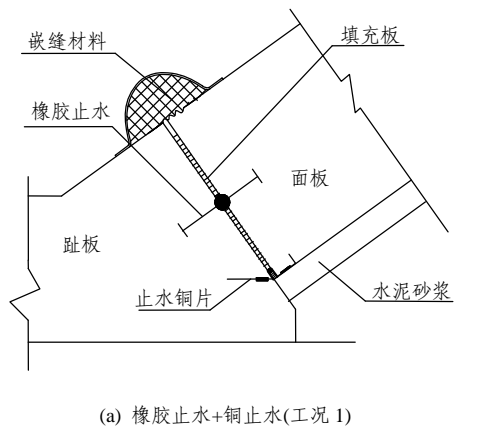 嵌缝材料
填充板
橡胶止水
面板
趾板
止水铜片
水泥砂浆
(a) 橡胶止水+铜止水(工况 1)